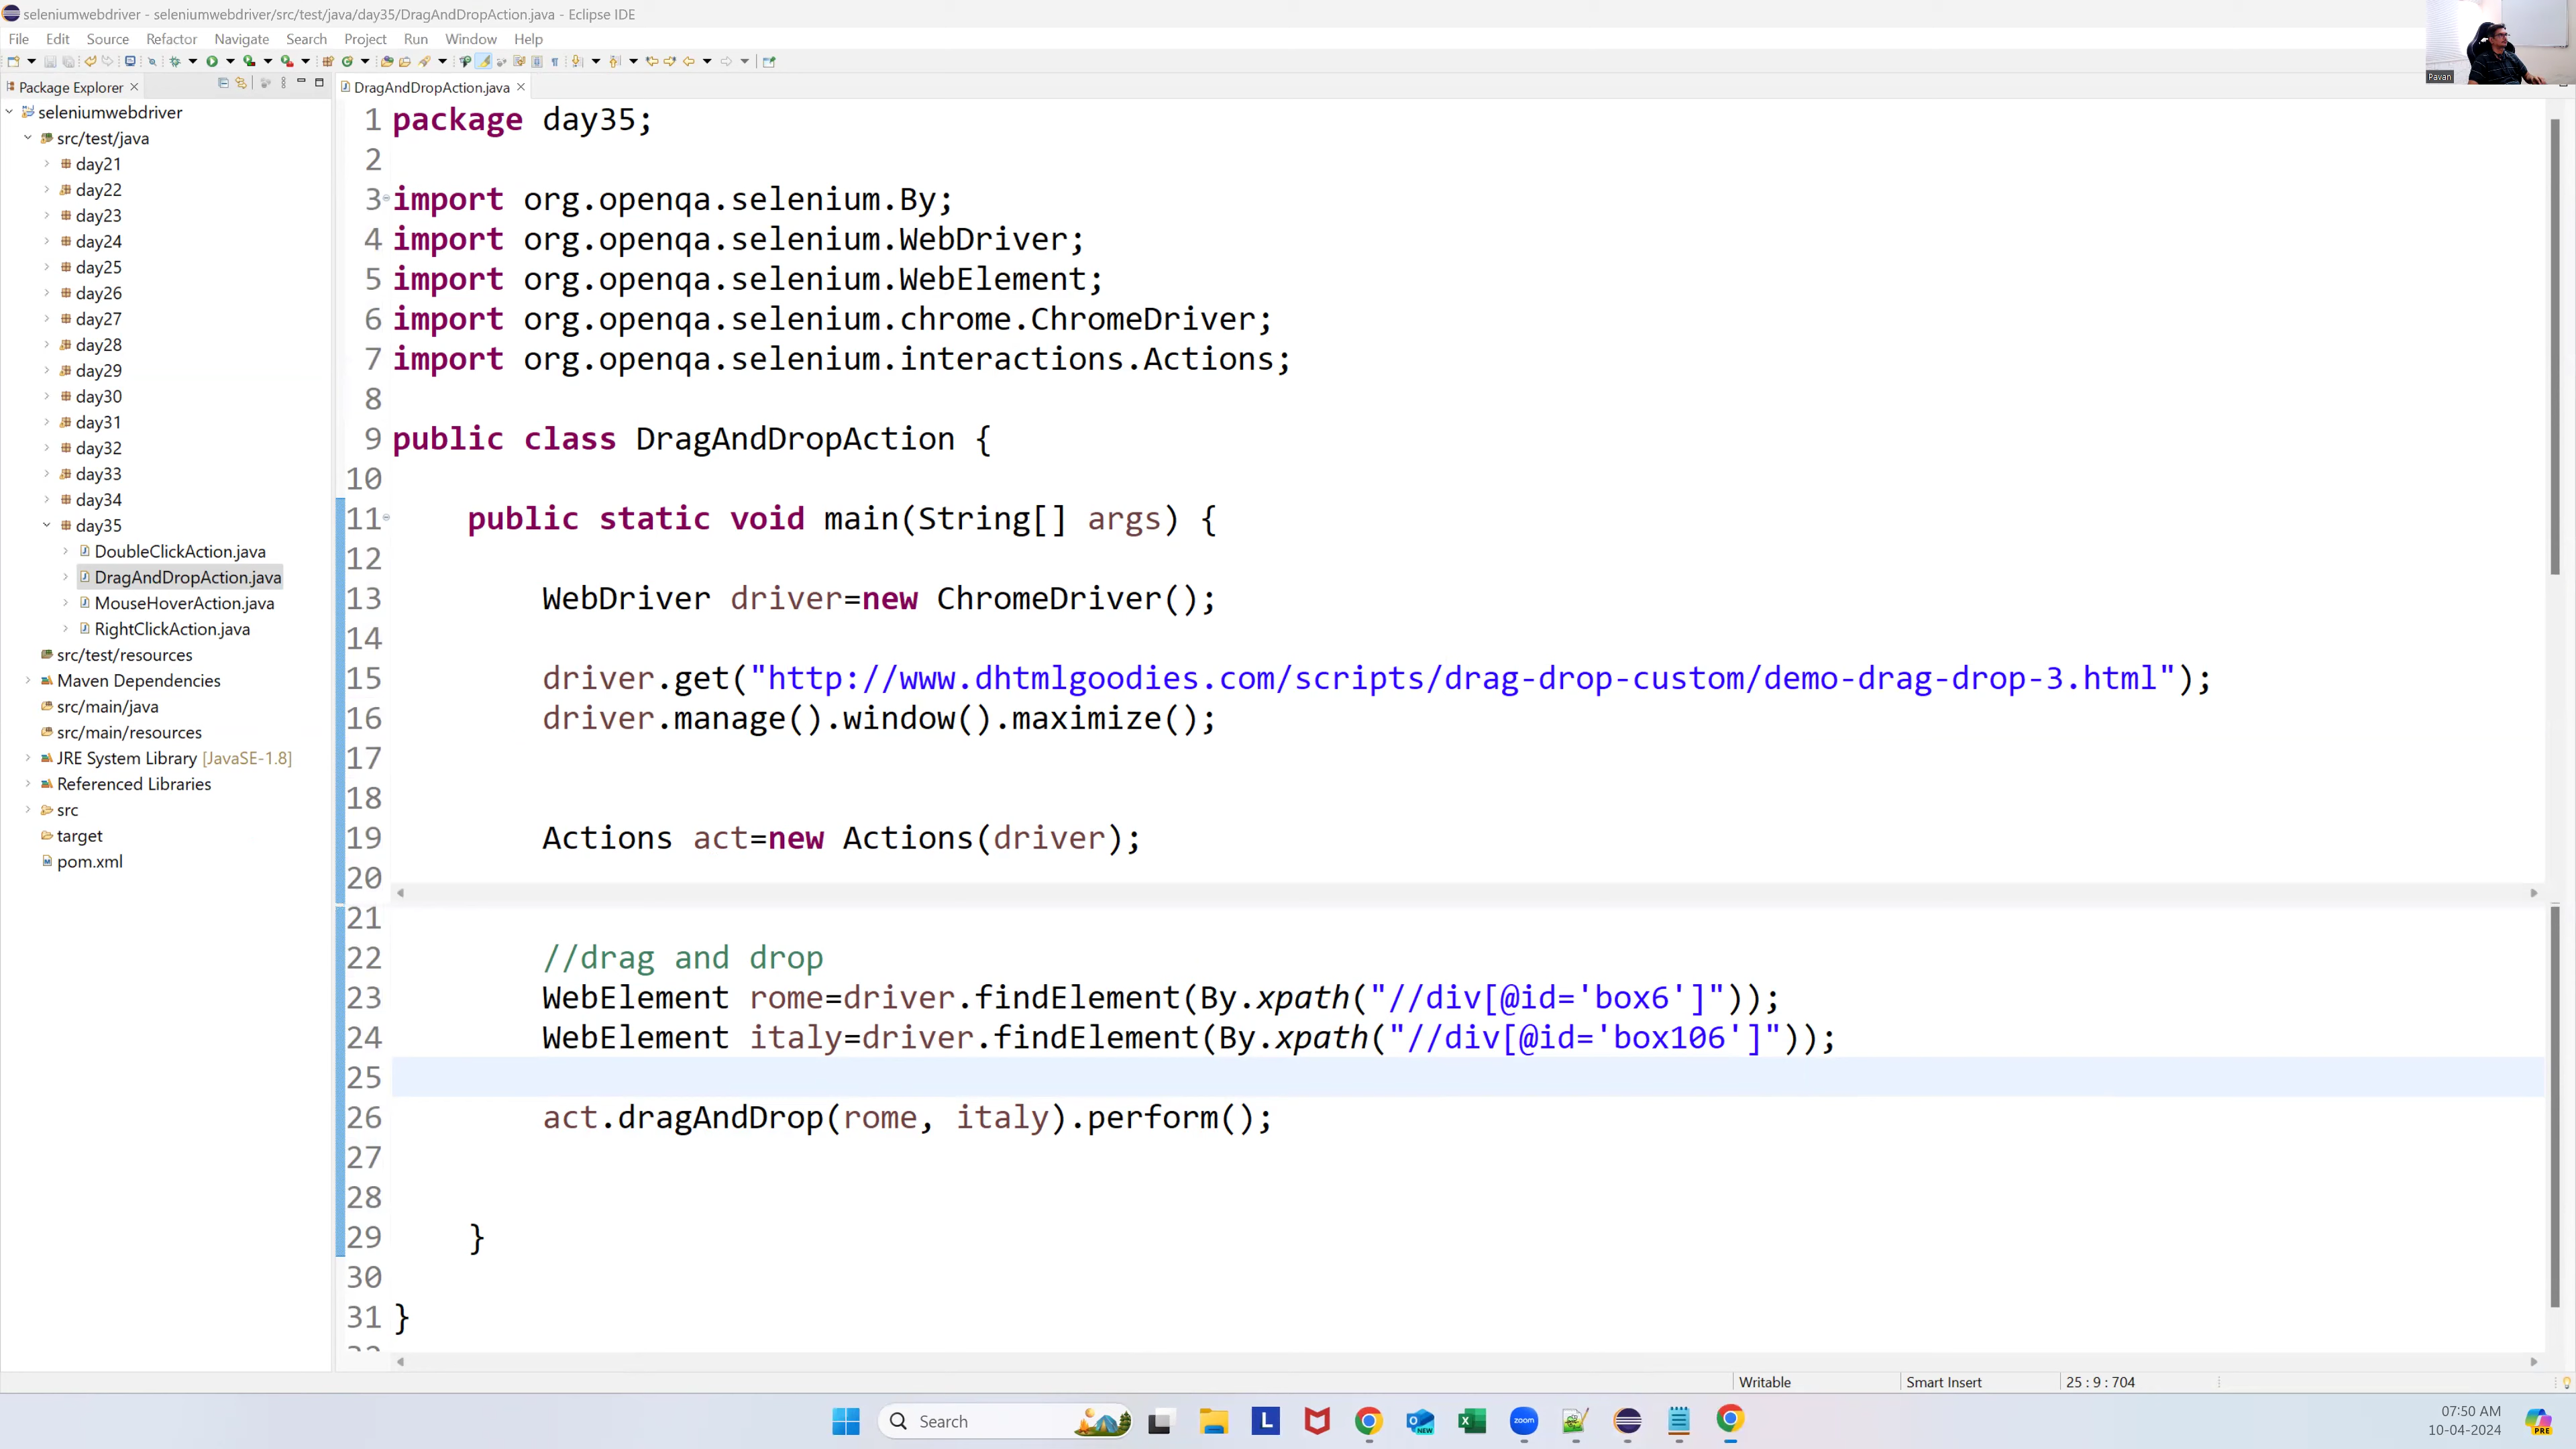 seleniumwebdriver - seleniumwebdriver/src/test/java/day35/DragAndDropAction.java - Eclipse IDE
File Edit Source Refactor Navigate Search Project Run Window Help
Pavan
Package Explorer
DragAndDropAction.java
seleniumwebdriver
src/test/java
day21
day22
day23
day24
day25
day26
day27
day28
day29
day30
day31
day32
day33
day34
day35
DoubleClickAction.java
DragAndDropAction.java
MouseHoverAction.java
RightClickAction.java
src/test/resources
Maven Dependencies
src/main/java
src/main/resources
JRE System Library [JavaSE-1.8]
Referenced Libraries
src
target
pom.xml
1 package day35;
2
3 import org.openqa.selenium.By;
4 import org.openqa.selenium.WebDriver;
5 import org.openqa.selenium.WebElement;
6 import org.openqa.selenium.chrome.ChromeDriver;
7 import org.openqa.selenium.interactions.Actions;
8
9 public class DragAndDropAction {
10
11 public static void main(String[] args) {
12
13 WebDriver driver=new ChromeDriver();
14
15 driver.get("http://www.dhtmlgoodies.com/scripts/drag-drop-custom/demo-drag-drop-3.html");
16 driver.manage().window().maximize();
17
18
19 Actions act=new Actions(driver);
20
21
22 //drag and drop
23 WebElement rome=driver.findElement(By.xpath("//div[@id='box6']"));
24 WebElement italy=driver.findElement(By.xpath("//div[@id='box106']"));
25
26 act.dragAndDrop(rome, italy).perform();
27
28
29 }
30
31 }
Writable Smart Insert 25 : 9 : 704
Search
L
NEW
zoom
07:50 AM
10-04-2024
PRE